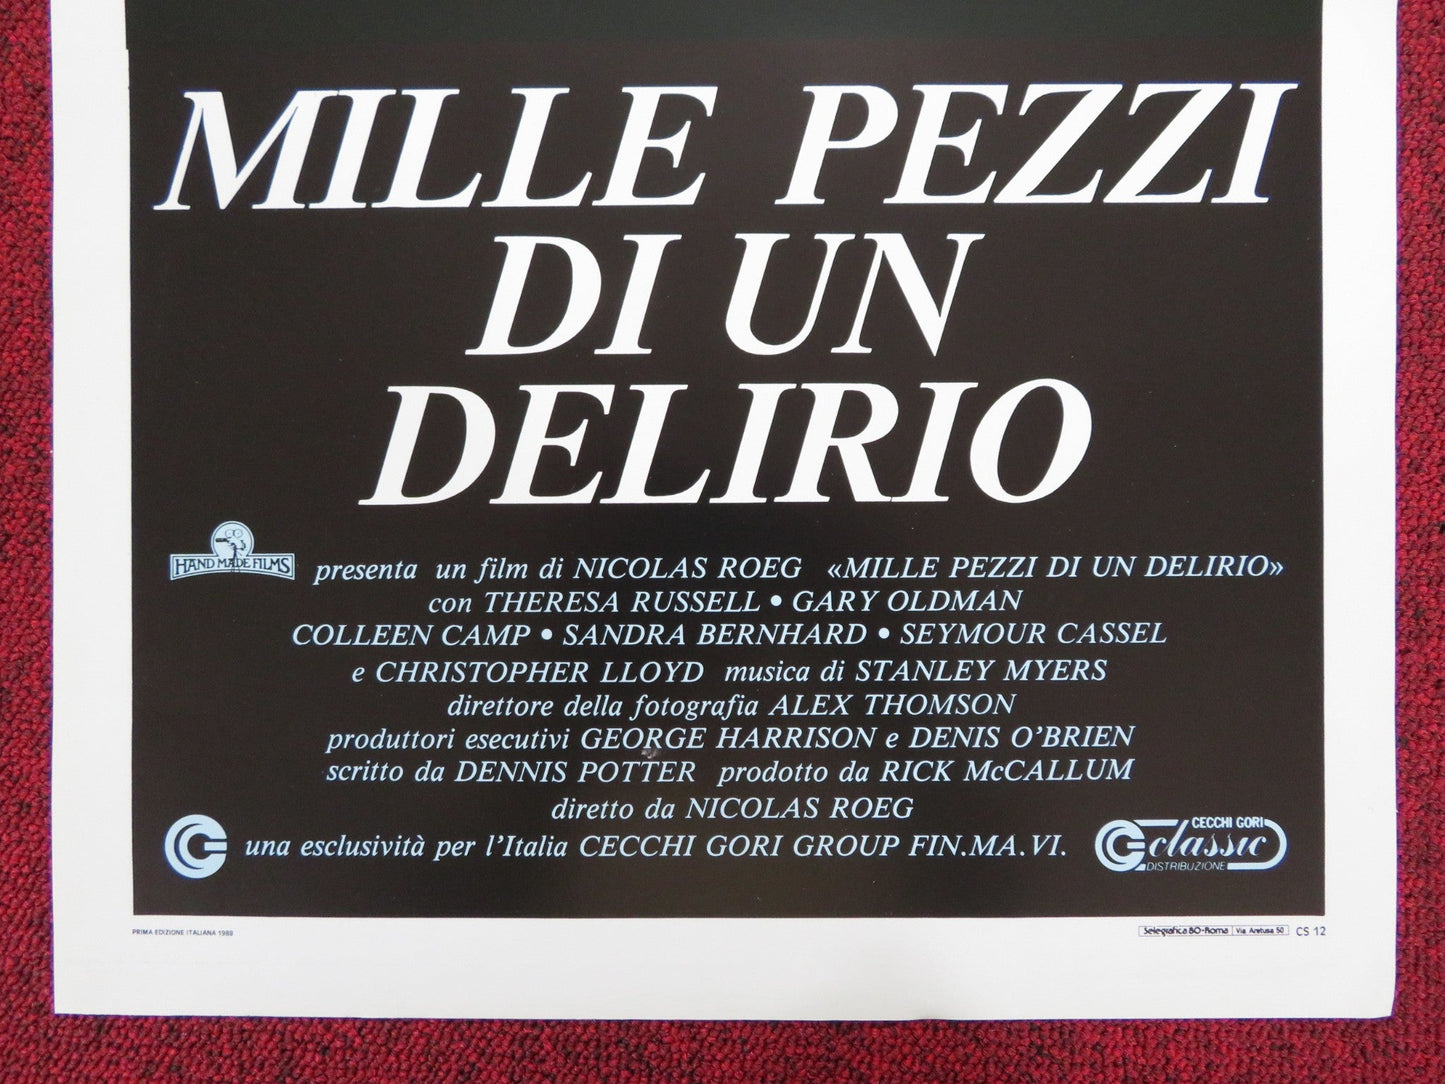 MILLE PEZZI
DI UN
DELIRIO
HAND MADE FILMS
presenta un film di NICOLAS ROEG «MILLE PEZZI DI UN DELIRIO»
con THERESA RUSSELL • GARY OLDMAN
COLLEEN CAMP • SANDRA BERNHARD • SEYMOUR CASSEL
e CHRISTOPHER LLOYD musica di STANLEY MYERS
direttore della fotografia ALEX THOMSON
produttori esecutivi GEORGE HARRISON e DENIS O'BRIEN
scritto da DENNIS POTTER prodotto da RICK McCALLUM
diretto da NICOLAS ROEG
una esclusività per l'Italia CECCHI GORI GROUP FIN.MA.VI.
CECCHI GORI
classic
DISTRIBUZIONE
PRIMA EDIZIONE ITALIANA 1988
Selegrafica 80-Roma Via Aretusa 50 CS 12